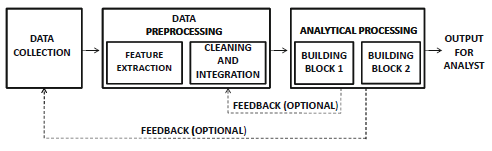 DATA
COLLECTION
DATA
PREPROCESSING
FEATURE
EXTRACTION
CLEANING
AND
INTEGRATION
ANALYTICAL PROCESSING
BUILDING
BLOCK 1
BUILDING
BLOCK 2
OUTPUT
FOR
ANALYST
FEEDBACK (OPTIONAL)
FEEDBACK (OPTIONAL)